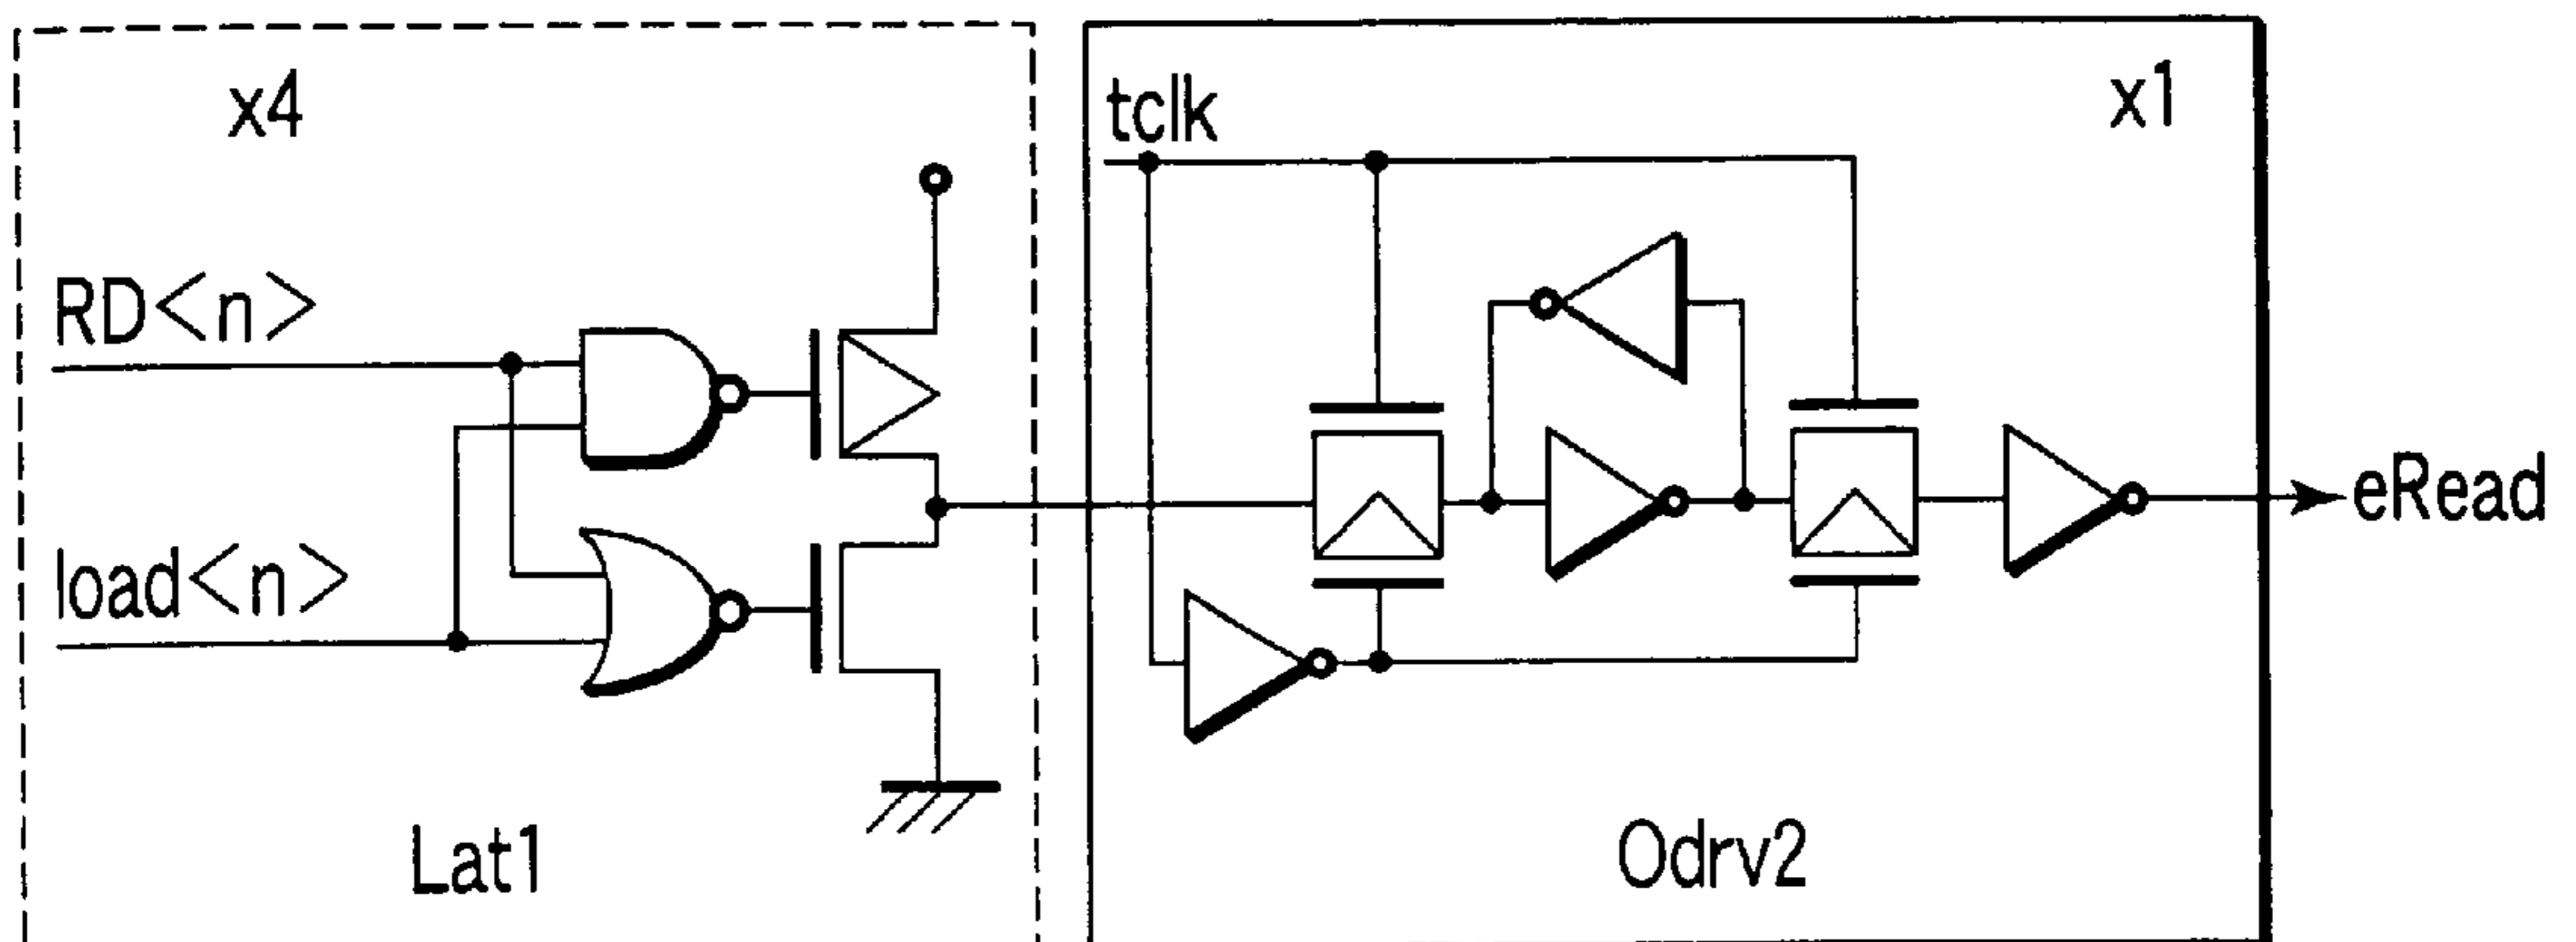 x4
RD<n>
load<n>
Lat1
tclk
x1
eRead
Odrv2